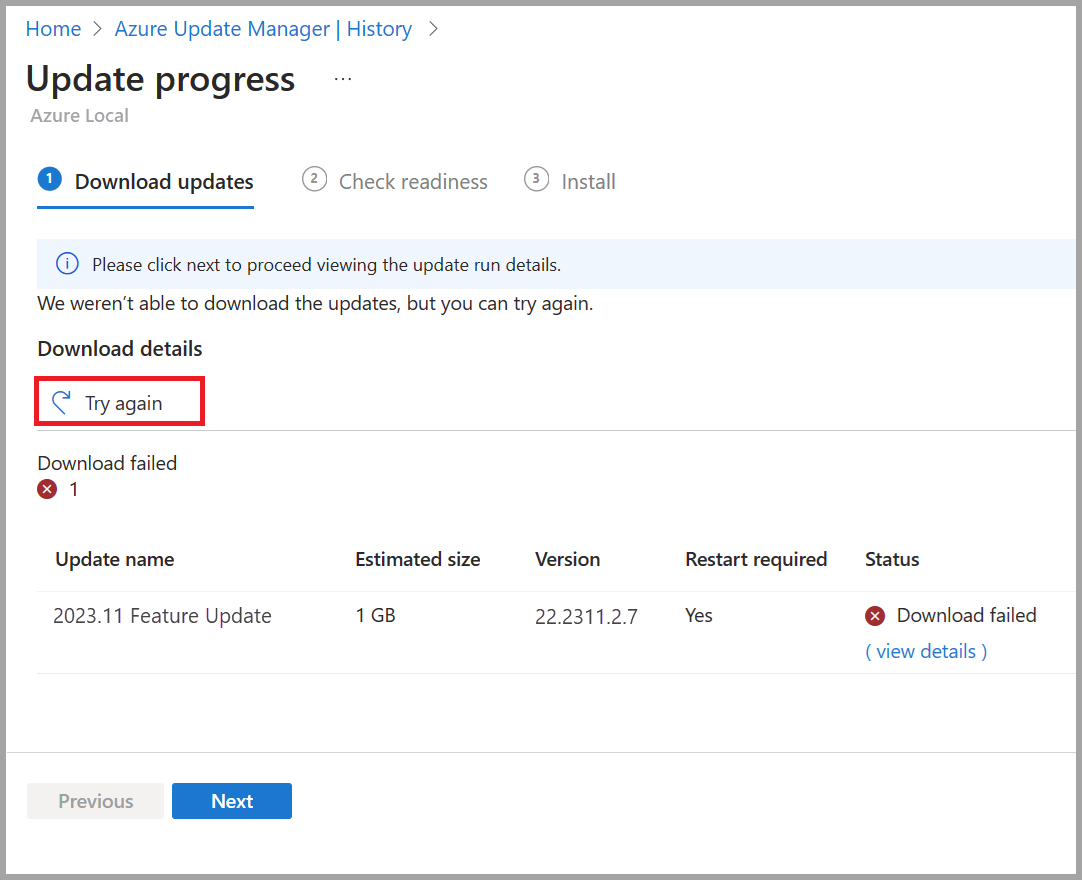 Home > Azure Update Manager | History >
Update progress ...
Azure Local
1 Download updates 2 Check readiness 3 Install
Please click next to proceed viewing the update run details.
We weren’t able to download the updates, but you can try again.
Download details
Try again
Download failed
1
Update name Estimated size Version Restart required Status
2023.11 Feature Update 1 GB 22.2311.2.7 Yes Download failed
( view details )
Previous Next